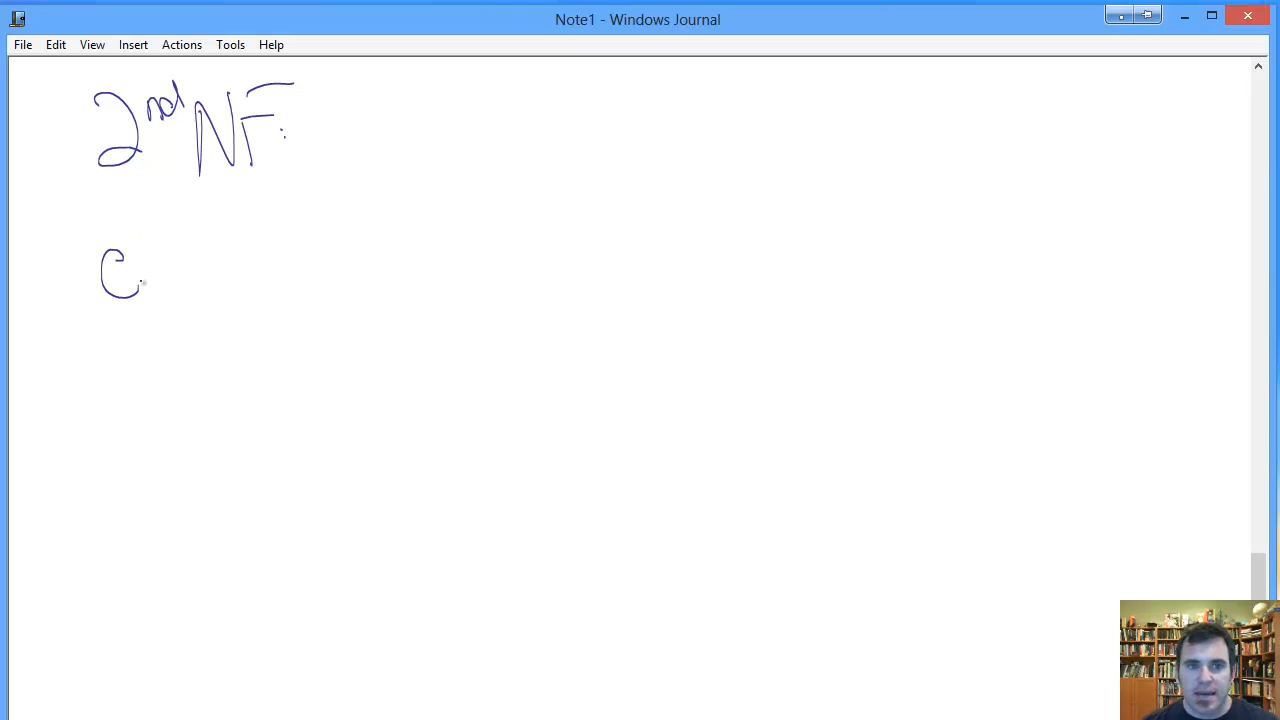 Note1 - Windows Journal
File Edit View Insert Actions Tools Help
2nd NF:
C